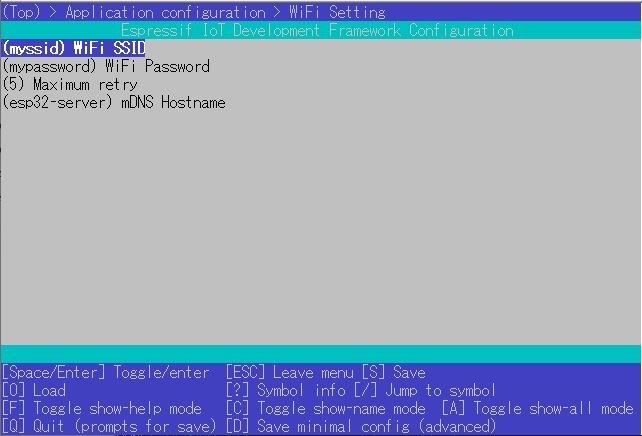 (Top) > Application configuration > WiFi Setting
Espressif IoT Development Framework Configuration
(myssid) WiFi SSID
(mypassword) WiFi Password
(5) Maximum retry
(esp32-server) mDNS Hostname
[Space/Enter] Toggle/enter [ESC] Leave menu [S] Save
[O] Load [?] Symbol info [/] Jump to symbol
[F] Toggle show-help mode [C] Toggle show-name mode [A] Toggle show-all mode
[Q] Quit (prompts for save) [D] Save minimal config (advanced)